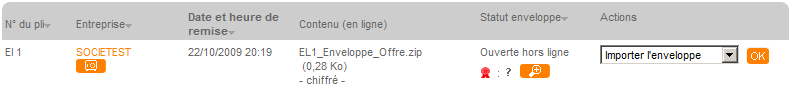 N° du pli
Entreprise
Date et heure de
remise
Contenu (en ligne)
Statut enveloppe
Actions
El 1
SOCIETEST
22/10/2009 20:19
EL1_Enveloppe_Offre.zip
(0,28 Ko)
- chiffré -
Ouverte hors ligne
: ?
Importer l'enveloppe
OK